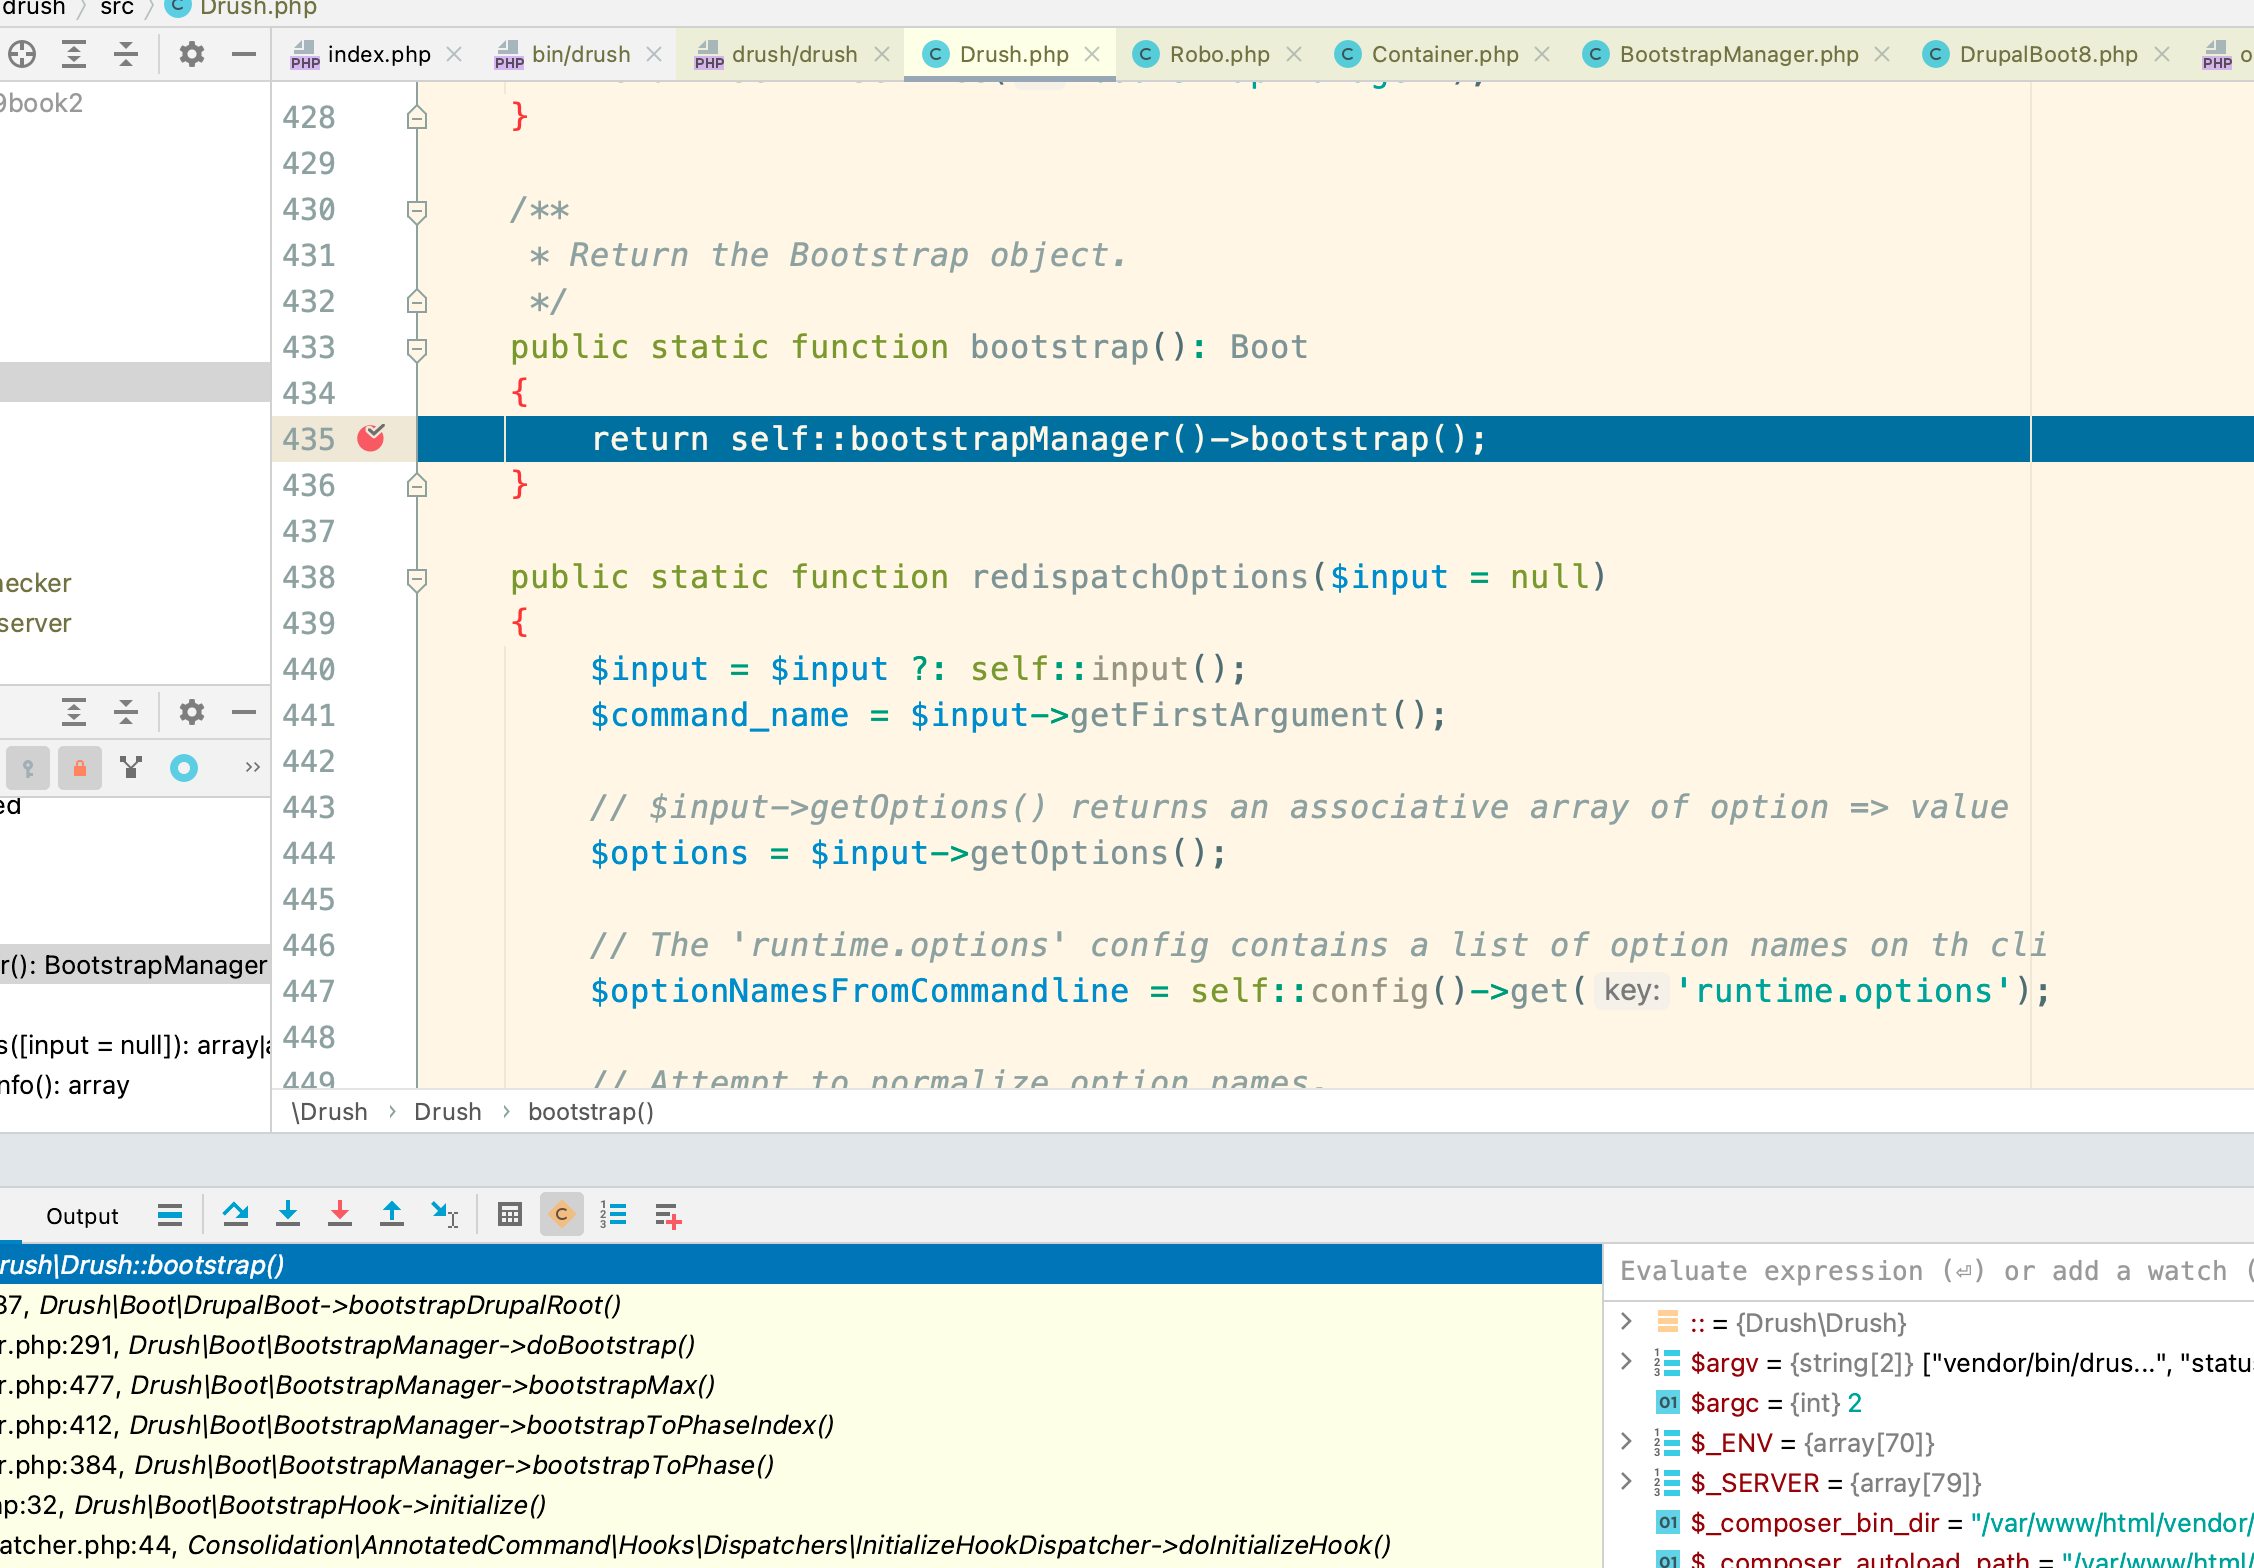 drush src Drush.php
index.php bin/drush drush/drush Drush.php Robo.php Container.php BootstrapManager.php DrupalBoot8.php
9book2
428 }
429
430 /**
431 * Return the Bootstrap object.
432 */
433 public static function bootstrap(): Boot
434 {
435 return self::bootstrapManager()->bootstrap();
436 }
437
438 public static function redispatchOptions($input = null)
439 {
440 $input = $input ?: self::input();
441 $command_name = $input->getFirstArgument();
442
443 // $input->getOptions() returns an associative array of option => value
444 $options = $input->getOptions();
445
446 // The 'runtime.options' config contains a list of option names on th cli
447 $optionNamesFromCommandline = self::config()->get( key: 'runtime.options');
448
449 // Attempt to normalize option names.
ecker
server
ed
r(): BootstrapManager
s([input = null]): array|
nfo(): array
\Drush › Drush › bootstrap()
Output
rush\Drush::bootstrap()
87, Drush\Boot\DrupalBoot->bootstrapDrupalRoot()
r.php:291, Drush\Boot\BootstrapManager->doBootstrap()
r.php:477, Drush\Boot\BootstrapManager->bootstrapMax()
r.php:412, Drush\Boot\BootstrapManager->bootstrapToPhaseIndex()
r.php:384, Drush\Boot\BootstrapManager->bootstrapToPhase()
p:32, Drush\Boot\BootstrapHook->initialize()
atcher.php:44, Consolidation\AnnotatedCommand\Hooks\Dispatchers\InitializeHookDispatcher->doInitializeHook()
Evaluate expression (⏎) or add a watch (
:: = {Drush\Drush}
$argv = {string[2]} ["vendor/bin/drus...", "statu
$argc = {int} 2
$_ENV = {array[70]}
$_SERVER = {array[79]}
$_composer_bin_dir = "/var/www/html/vendor/
$_composer_autoload_path = "/var/www/html/